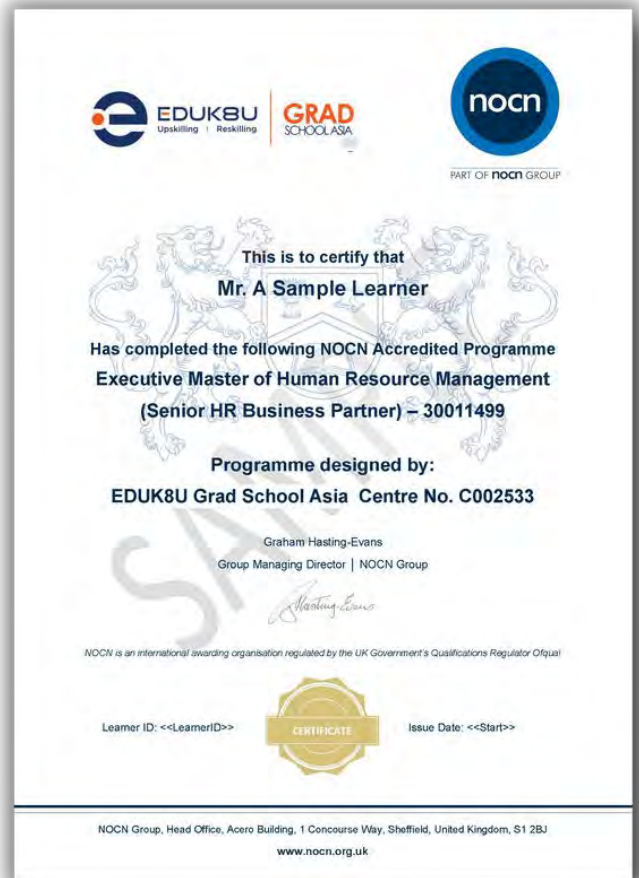 EDUK8U
Upskilling | Reskilling
GRAD
SCHOOL ASIA
nocn
PART OF nocn GROUP
This is to certify that
Mr. A Sample Learner
Has completed the following NOCN Accredited Programme
Executive Master of Human Resource Management
(Senior HR Business Partner) – 30011499
Programme designed by:
EDUK8U Grad School Asia Centre No. C002533
SAMPLE
Graham Hasting-Evans
Group Managing Director | NOCN Group
NOCN is an international awarding organisation regulated by the UK Government's Qualifications Regulator Ofqual
Learner ID: <<LearnerID>>
CERTIFICATE
Issue Date: <<Start>>
NOCN Group, Head Office, Acero Building, 1 Concourse Way, Sheffield, United Kingdom, S1 2BJ
www.nocn.org.uk